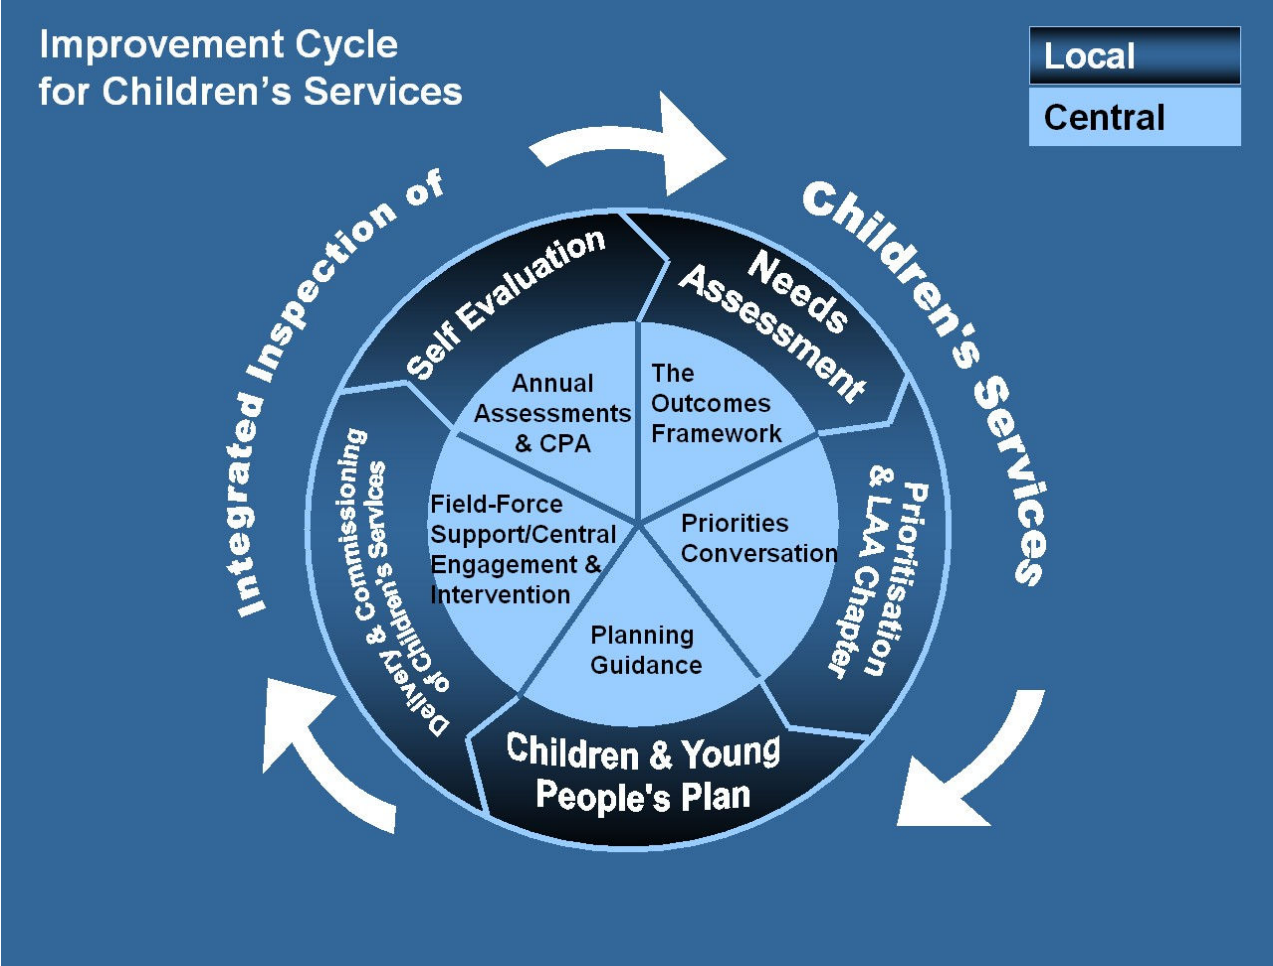 Improvement Cycle
for Children's Services
Local
Central
Integrated Inspection of
Children's Services
Self Evaluation
Needs
Assessment
Prioritisation
& LAA Chapter
Children & Young
People's Plan
Delivery & Commissioning
of Children's Services
Annual
Assessments
& CPA
The
Outcomes
Framework
Priorities
Conversation
Planning
Guidance
Field-Force
Support/Central
Engagement &
Intervention